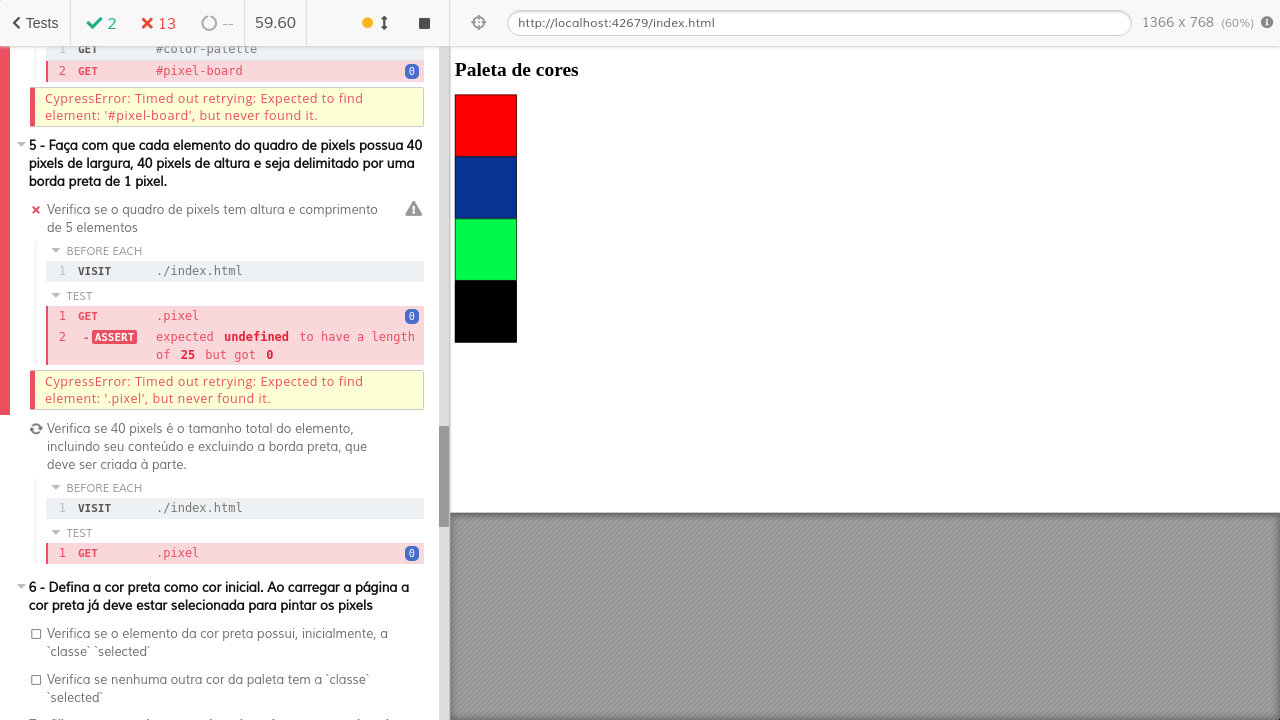 Tests 2 13 -- 59.60 http://localhost:42679/index.html 1366 x 768 (60%)
1 GET #color-palette
2 GET #pixel-board 0
CypressError: Timed out retrying: Expected to find
element: '#pixel-board', but never found it.
5 - Faça com que cada elemento do quadro de pixels possua 40
pixels de largura, 40 pixels de altura e seja delimitado por uma
borda preta de 1 pixel.
Verifica se o quadro de pixels tem altura e comprimento
de 5 elementos
BEFORE EACH
1 VISIT ./index.html
TEST
1 GET .pixel 0
2 -ASSERT expected undefined to have a length
of 25 but got 0
CypressError: Timed out retrying: Expected to find
element: '.pixel', but never found it.
Verifica se 40 pixels é o tamanho total do elemento,
incluindo seu conteúdo e excluindo a borda preta, que
deve ser criada à parte.
BEFORE EACH
1 VISIT ./index.html
TEST
1 GET .pixel 0
6 - Defina a cor preta como cor inicial. Ao carregar a página a
cor preta já deve estar selecionada para pintar os pixels
Verifica se o elemento da cor preta possui, inicialmente, a
`classe` `selected`
Verifica se nenhuma outra cor da paleta tem a `classe`
`selected`
Paleta de cores